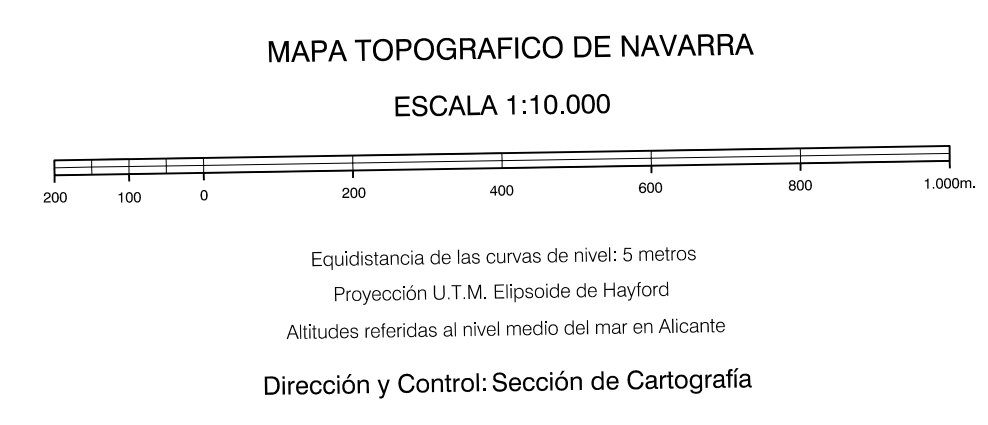 MAPA TOPOGRAFICO DE NAVARRA
ESCALA 1:10.000
200 100 0 200 400 600 800 1.000m.
Equidistancia de las curvas de nivel: 5 metros
Proyección U.T.M. Elipsoide de Hayford
Altitudes referidas al nivel medio del mar en Alicante
Dirección y Control: Sección de Cartografía